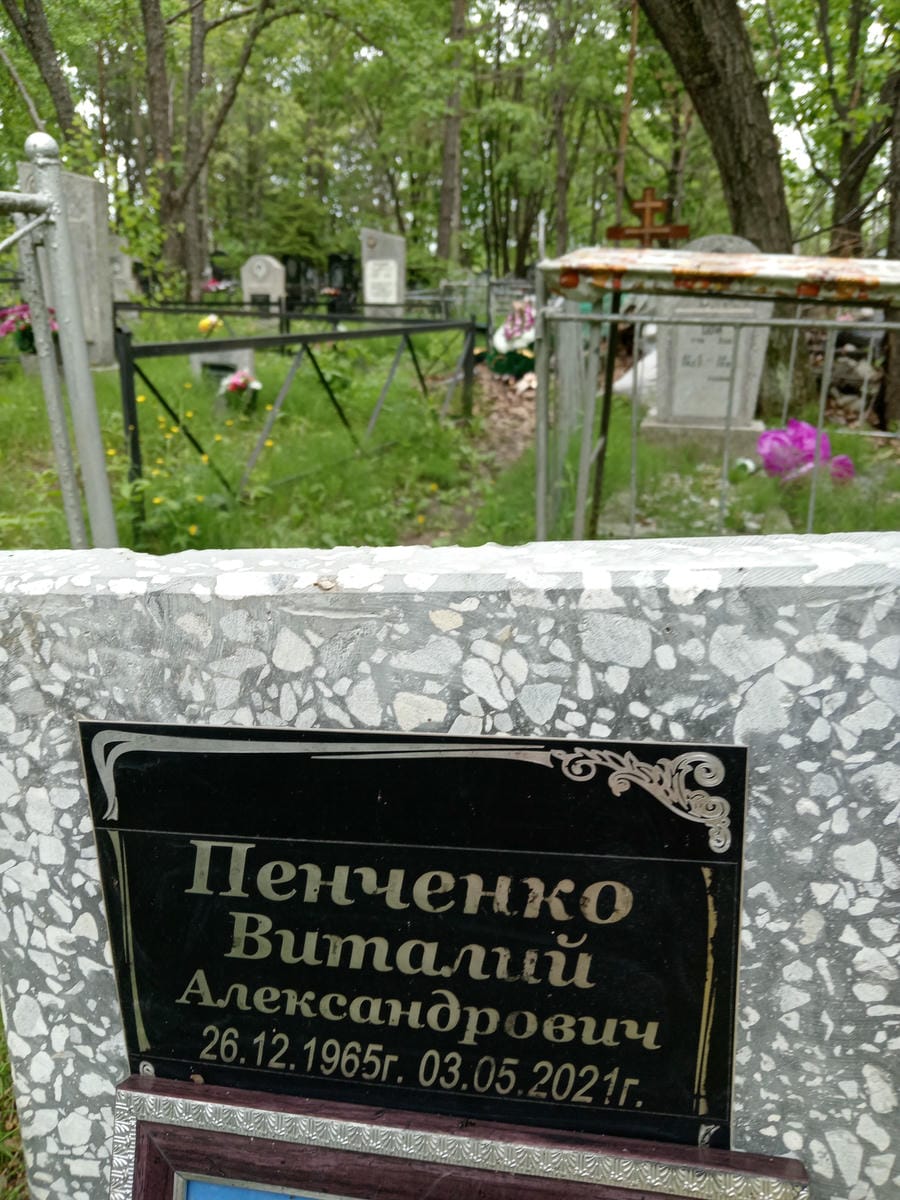 Пенченко
Виталий
Александрович
26.12.1965г. 03.05.2021г.